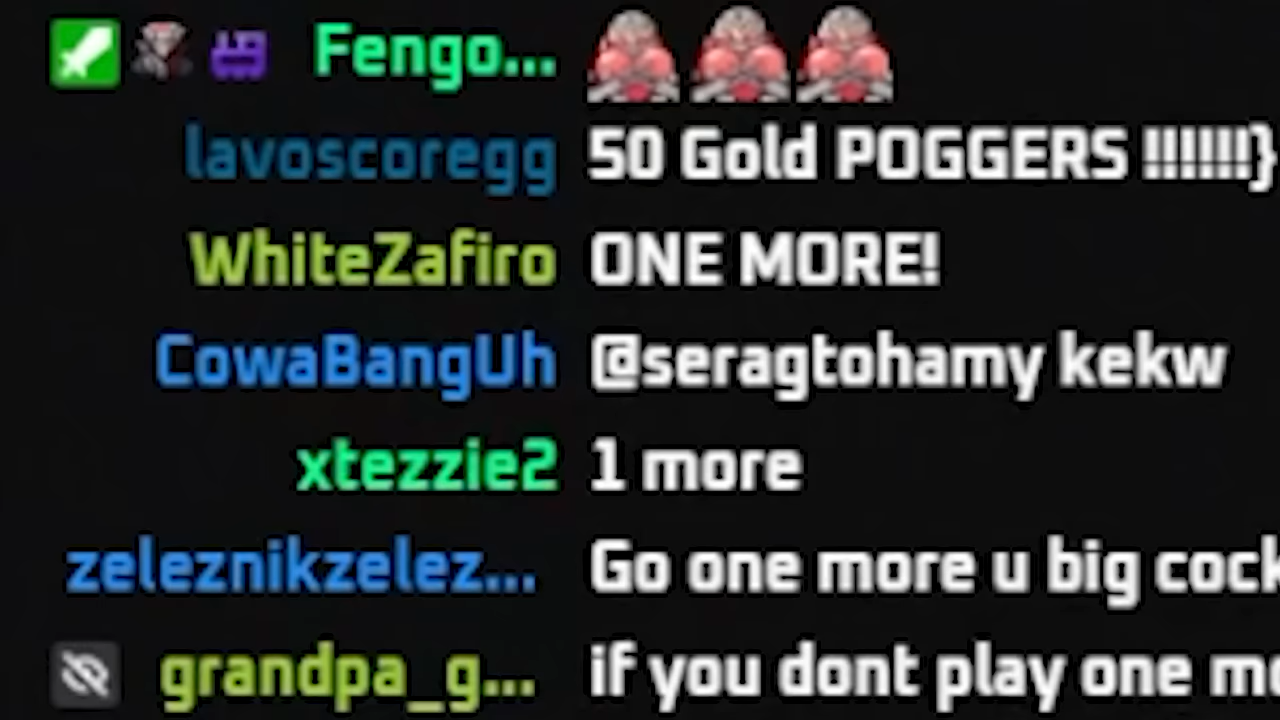 Fengo...
lavoscoregg 50 Gold POGGERS !!!!!!!}
WhiteZafiro ONE MORE!
CowaBangUh @seragtohamy kekw
xtezzie2 1 more
zeleznikzelez... Go one more u big cock
grandpa_g... if you dont play one mo